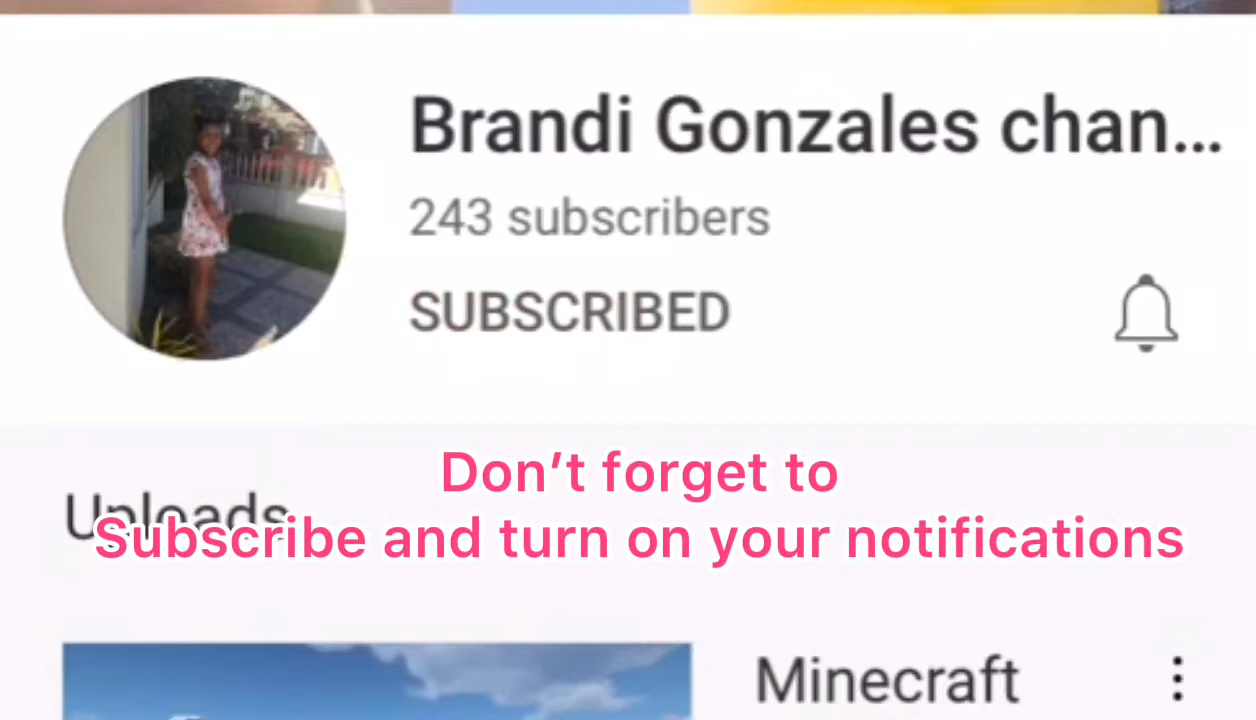 Brandi Gonzales chan...
243 subscribers
SUBSCRIBED
Don’t forget to
Uploads
Subscribe and turn on your notifications
Minecraft